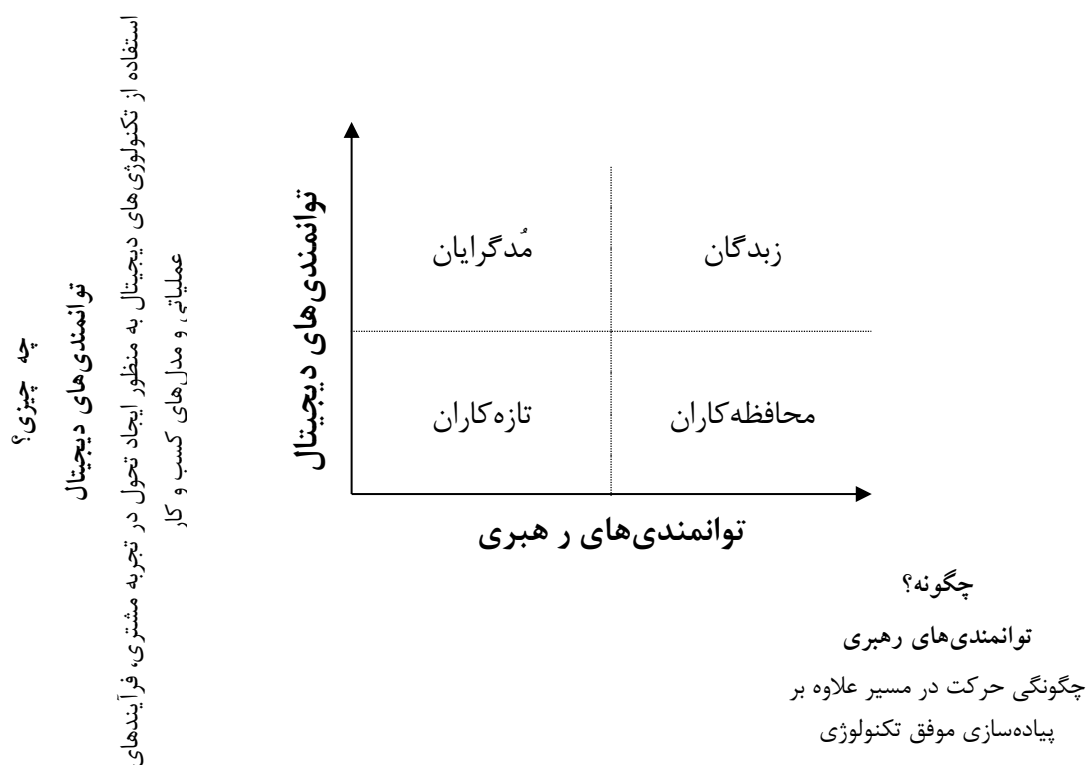 چه چیزی؟
توانمندی‌های دیجیتال
استفاده از تکنولوژی‌های دیجیتال به منظور ایجاد تحول در تجربه مشتری، فرآیندهای
عملیاتی و مدل‌های کسب و کار
توانمندی‌های دیجیتال
مُدگرایان
زبدگان
تازه‌کاران
محافظه‌کاران
توانمندی‌های ر هبری
چگونه؟
توانمندی‌های رهبری
چگونگی حرکت در مسیر علاوه بر
پیاده‌سازی موفق تکنولوژی